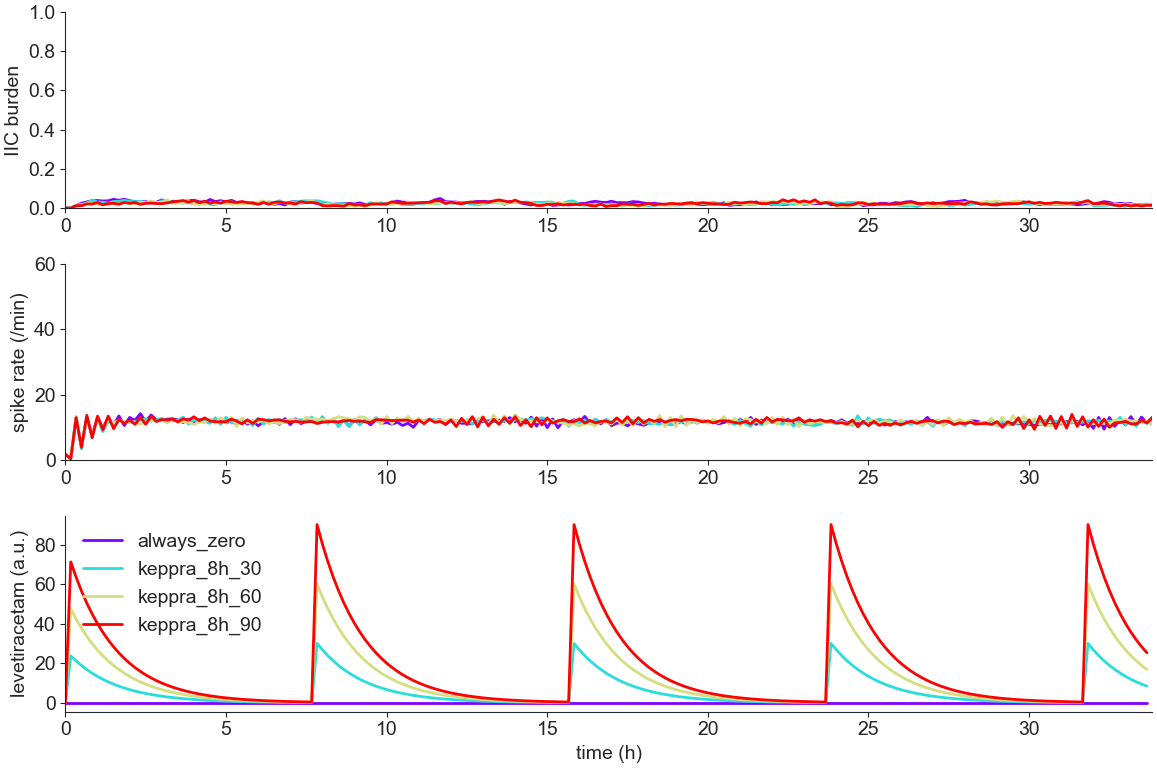 IIC burden
1.0
0.8
0.6
0.4
0.2
0.0
0 5 10 15 20 25 30
spike rate (/min)
60
40
20
0
0 5 10 15 20 25 30
levetiracetam (a.u.)
80
60
40
20
0
always_zero
keppra_8h_30
keppra_8h_60
keppra_8h_90
0 5 10 15 20 25 30
time (h)